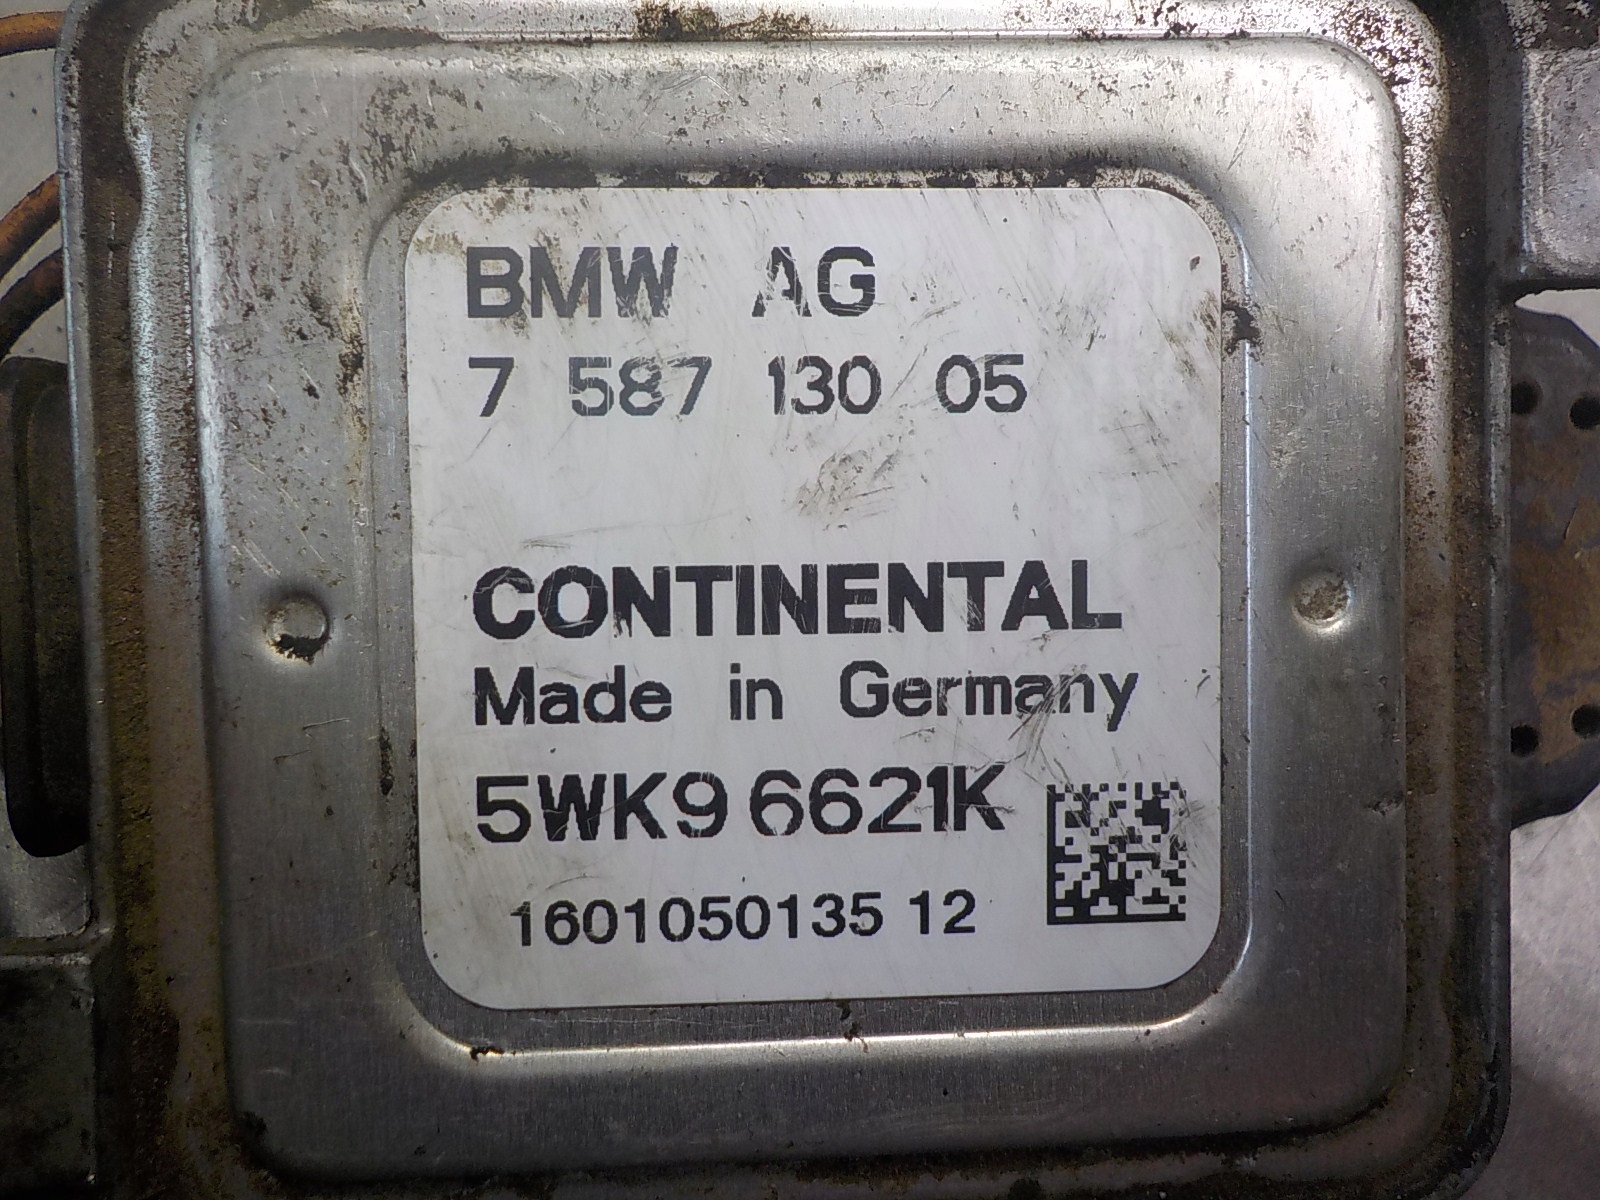 BMW AG
7 587 130 05
CONTINENTAL
Made in Germany
5WK9 6621K
1601050135 12